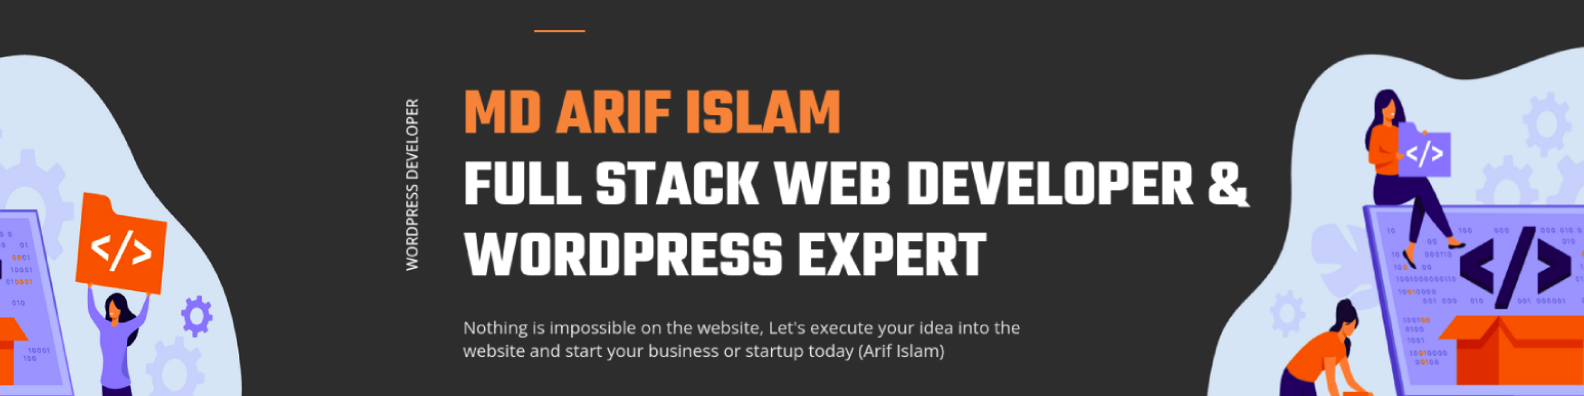 WORDPRESS DEVELOPER
MD ARIF ISLAM
FULL STACK WEB DEVELOPER &
WORDPRESS EXPERT
Nothing is impossible on the website, Let's execute your idea into the
website and start your business or startup today (Arif Islam)
</>
</>
</>